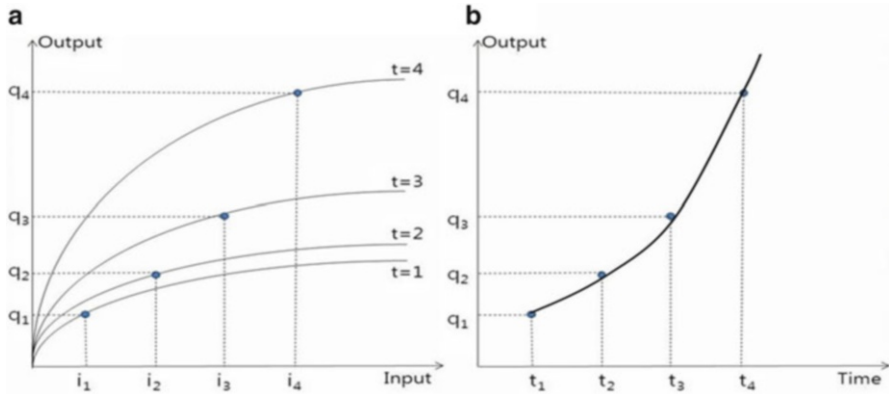 a
Output
q4
q3
q2
q1
t=4
t=3
t=2
t=1
i1
i2
i3
i4
Input
b
Output
q4
q3
q2
q1
t1
t2
t3
t4
Time